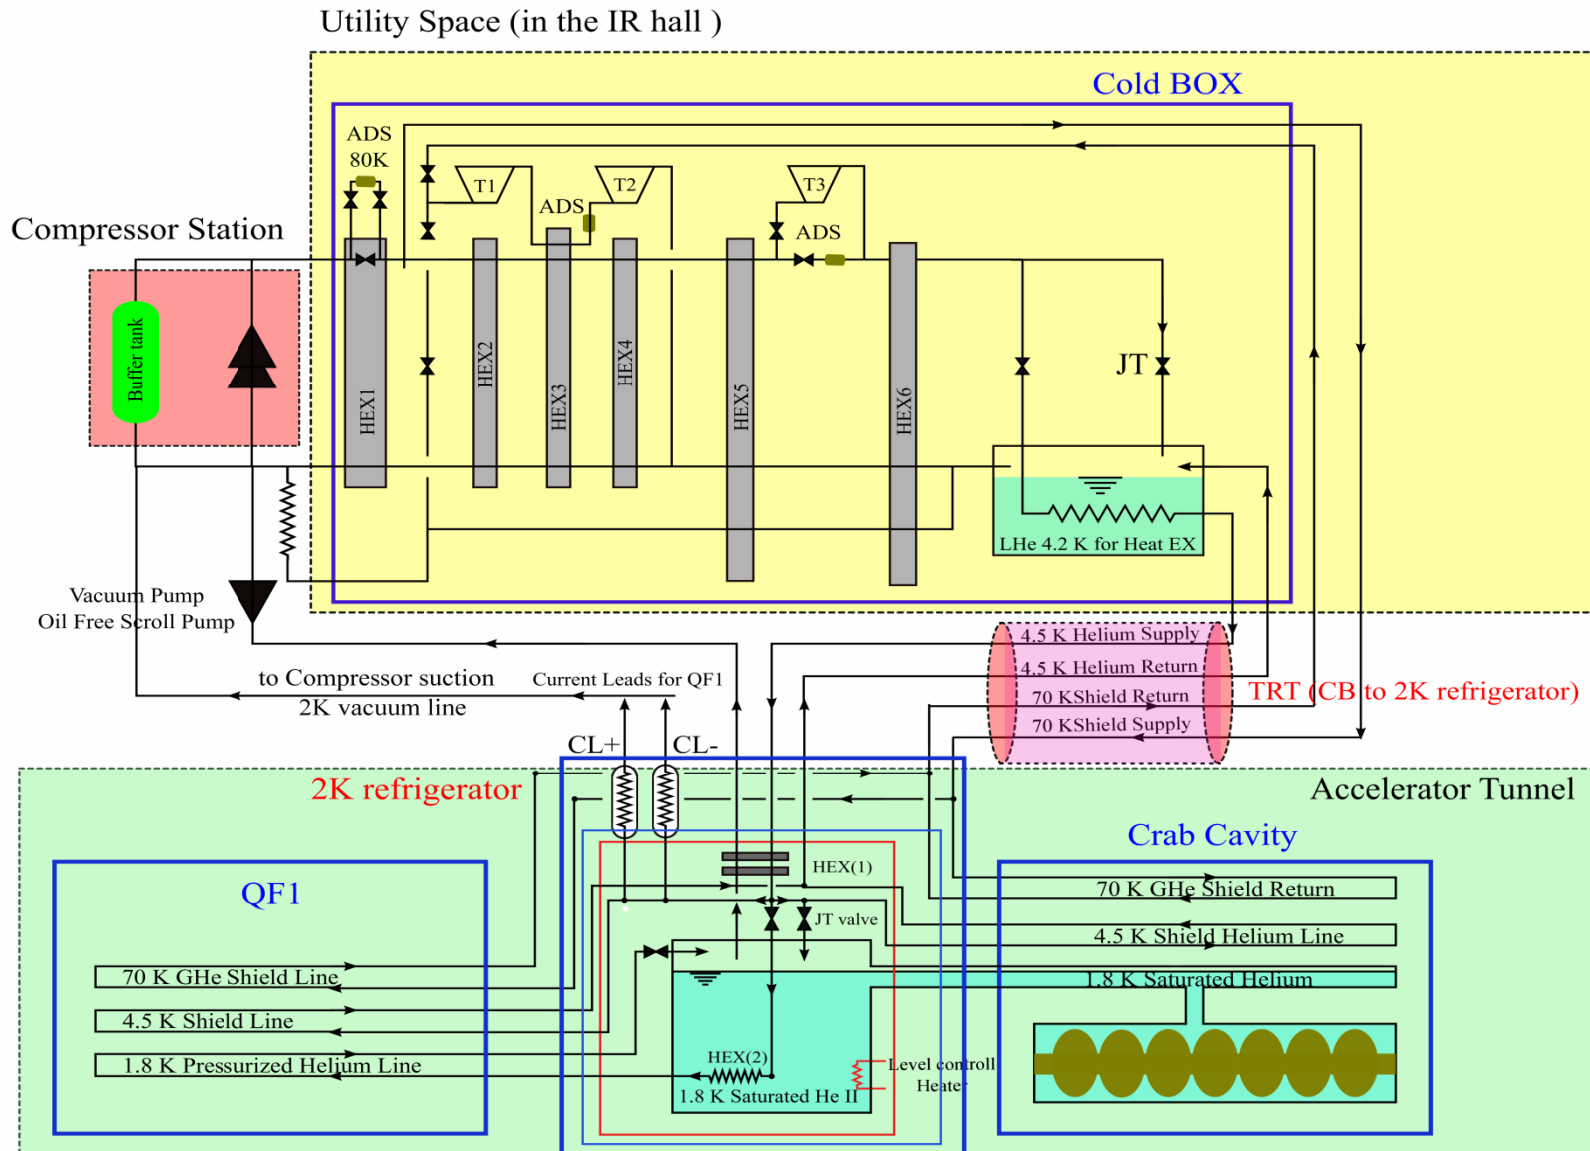 Utility Space (in the IR hall )
Cold BOX
ADS
80K
T1
T2
T3
ADS
ADS
Compressor Station
Buffer tank
HEX1
HEX2
HEX3
HEX4
HEX5
HEX6
JT
LHe 4.2 K for Heat EX
Vacuum Pump
Oil Free Scroll Pump
4.5 K Helium Supply
4.5 K Helium Return
70 KShield Return
70 KShield Supply
TRT (CB to 2K refrigerator)
to Compressor suction
2K vacuum line
Current Leads for QF1
CL+
CL-
2K refrigerator
Accelerator Tunnel
Crab Cavity
QF1
HEX(1)
JT valve
70 K GHe Shield Return
4.5 K Shield Helium Line
1.8 K Saturated Helium
70 K GHe Shield Line
4.5 K Shield Line
1.8 K Pressurized Helium Line
HEX(2)
1.8 K Saturated He II
Level controll
Heater